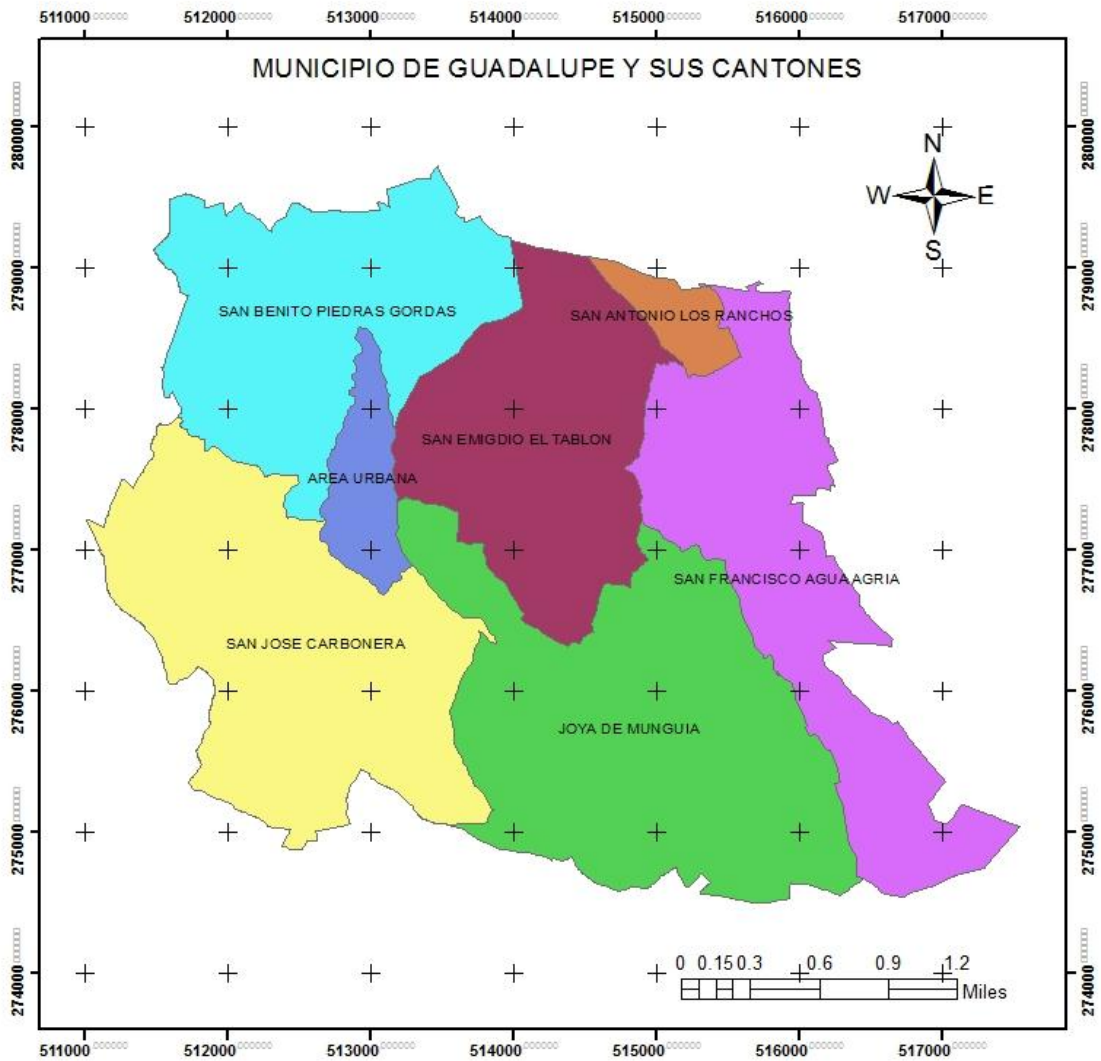 511000 512000 513000 514000 515000 516000 517000
MUNICIPIO DE GUADALUPE Y SUS CANTONES
280000 280000
N
W E
S
279000 279000
SAN BENITO PIEDRAS GORDAS
SAN ANTONIO LOS RANCHOS
278000 278000
SAN EMIGDIO EL TABLON
AREA URBANA
277000 277000
SAN FRANCISCO AGUA AGRIA
SAN JOSE CARBONERA
276000 276000
JOYA DE MUNGUIA
275000 275000
0 0.15 0.3 0.6 0.9 1.2
274000 274000
Miles
511000 512000 513000 514000 515000 516000 517000